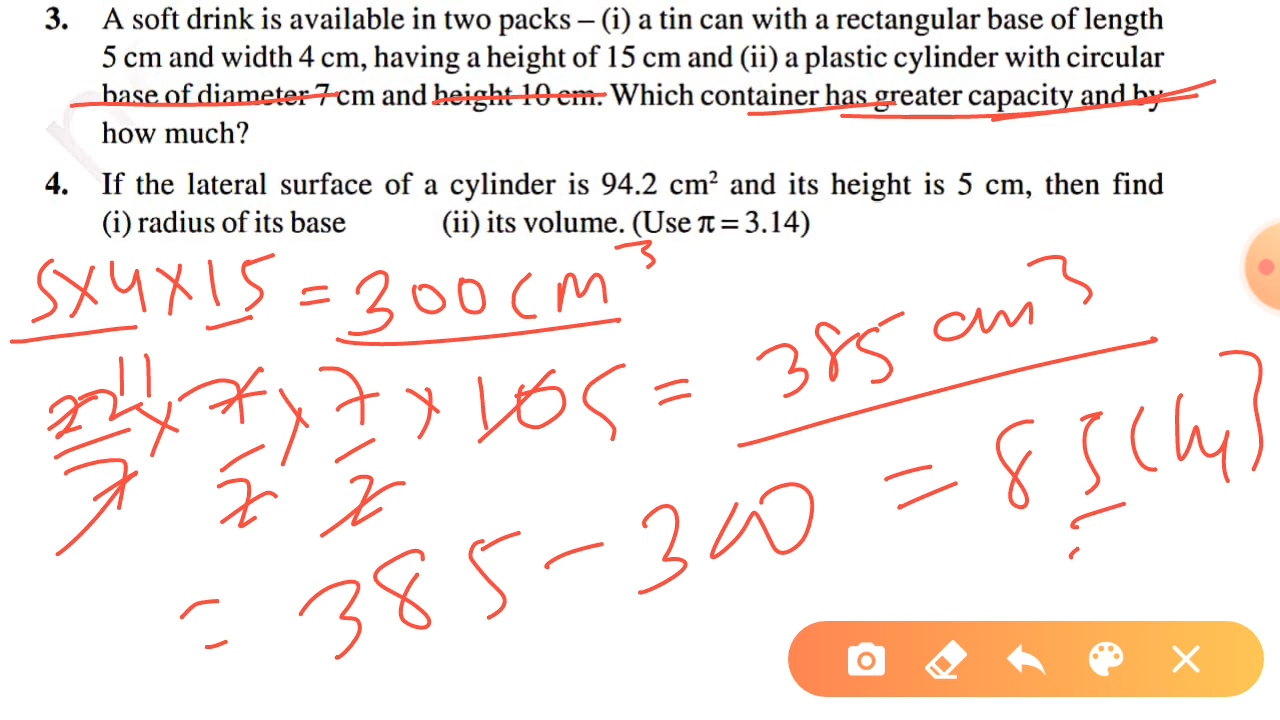 3. A soft drink is available in two packs – (i) a tin can with a rectangular base of length
5 cm and width 4 cm, having a height of 15 cm and (ii) a plastic cylinder with circular
base of diameter 7 cm and height 10 cm. Which container has greater capacity and by
how much?
4. If the lateral surface of a cylinder is 94.2 cm² and its height is 5 cm, then find
(i) radius of its base (ii) its volume. (Use π = 3.14)
5×4×15 = 300 cm³
22 11 × 7 × 7 × 10 5 = 385 cm³
7 2 2
= 385 - 300 = 85